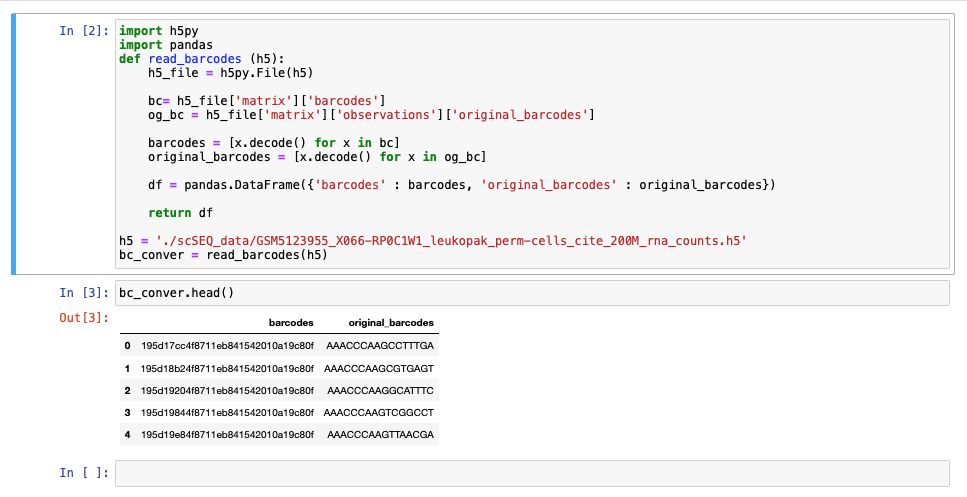 In [2]: import h5py
import pandas
def read_barcodes (h5):
h5_file = h5py.File(h5)
bc= h5_file['matrix']['barcodes']
og_bc = h5_file['matrix']['observations']['original_barcodes']
barcodes = [x.decode() for x in bc]
original_barcodes = [x.decode() for x in og_bc]
df = pandas.DataFrame({'barcodes' : barcodes, 'original_barcodes' : original_barcodes})
return df
h5 = './scSEQ_data/GSM5123955_X066-RP0C1W1_leukopak_perm-cells_cite_200M_rna_counts.h5'
bc_conver = read_barcodes(h5)
In [3]: bc_conver.head()
Out[3]:
barcodes original_barcodes
0 195d17cc4f8711eb841542010a19c80f AAACCCAAGCCTTTGA
1 195d18b24f8711eb841542010a19c80f AAACCCAAGCGTGAGT
2 195d19204f8711eb841542010a19c80f AAACCCAAGGCATTTC
3 195d19844f8711eb841542010a19c80f AAACCCAAGTCGGCCT
4 195d19e84f8711eb841542010a19c80f AAACCCAAGTTAACGA
In [ ]: